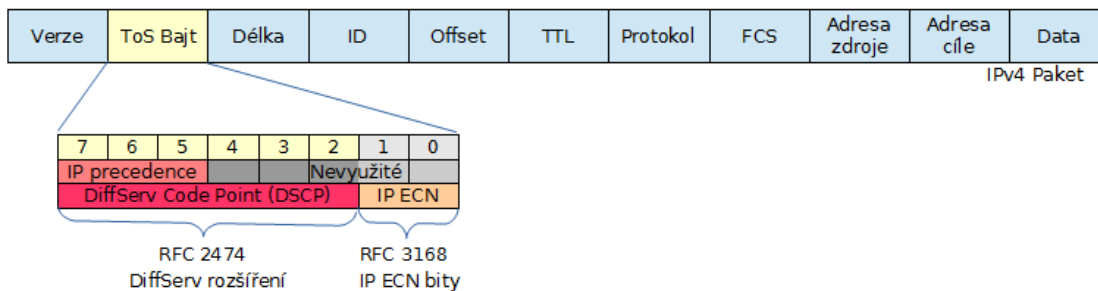 Verze ToS Bajt Délka ID Offset TTL Protokol FCS Adresa zdroje Adresa cíle Data
IPv4 Paket
7 6 5 4 3 2 1 0
IP precedence Nevyužité
DiffServ Code Point (DSCP) IP ECN
RFC 2474 RFC 3168
DiffServ rozšíření IP ECN bity